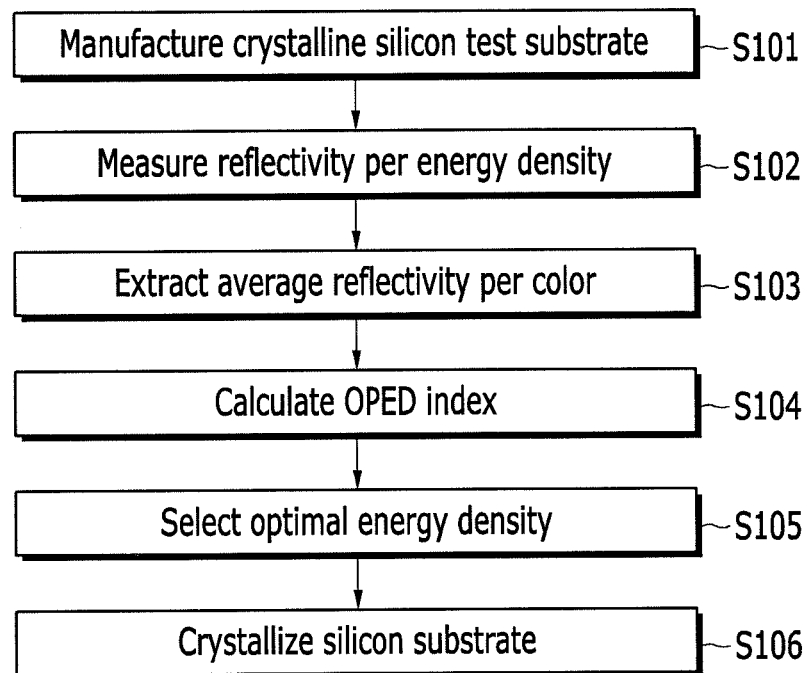 Manufacture crystalline silicon test substrate S101
Measure reflectivity per energy density S102
Extract average reflectivity per color S103
Calculate OPED index S104
Select optimal energy density S105
Crystallize silicon substrate S106